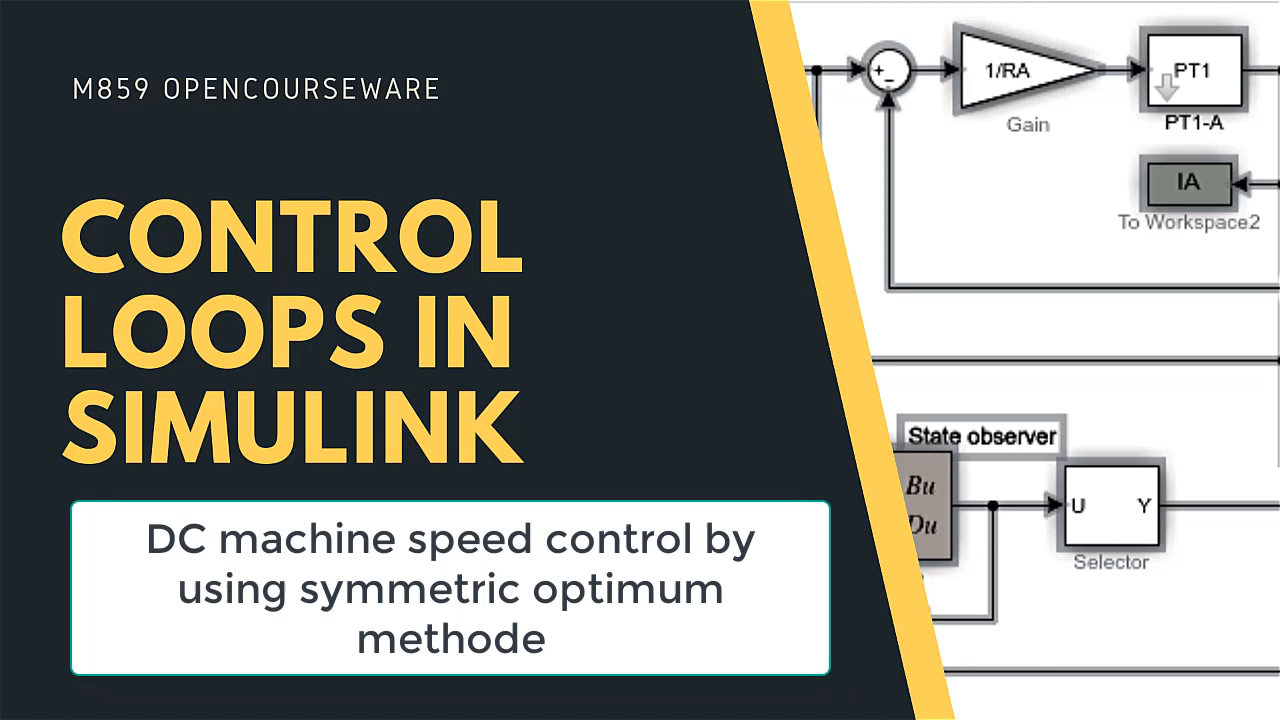 M859 OPENCOURSEWARE
CONTROL
LOOPS IN
SIMULINK
DC machine speed control by
using symmetric optimum
methode
+
-
1/RA
Gain
PT1
PT1-A
IA
To Workspace2
State observer
Bu
Du
U Y
Selector